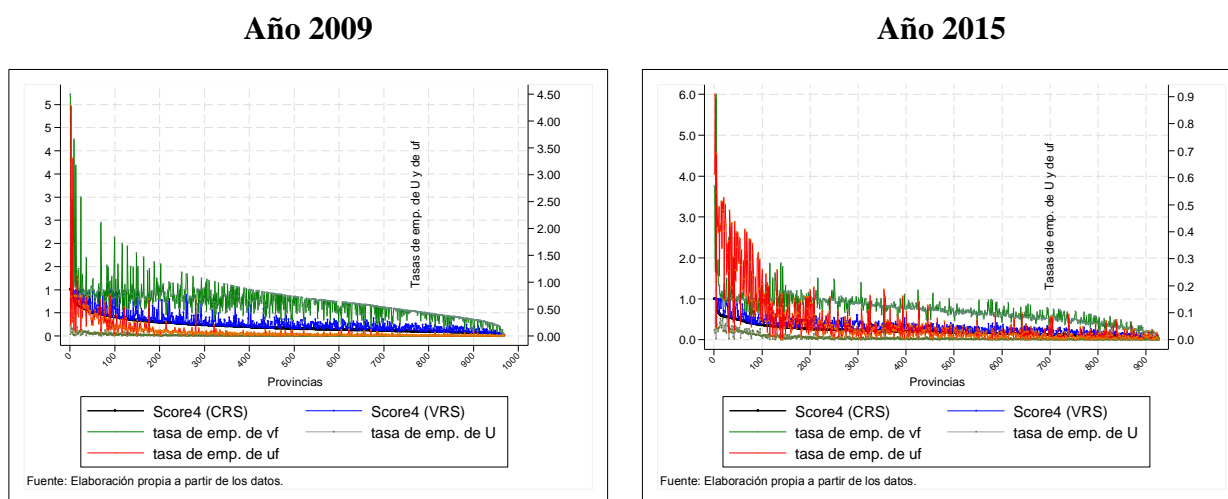 Año 2009
Año 2015
5
5
4
4
3
3
2
2
1
1
0
0
4.50
4.00
3.50
3.00
2.50
2.00
1.50
1.00
0.50
0.00
Tasas de emp. de U y de uf
0 100 200 300 400 500 600 700 800 900 1000
Provincias
Score4 (CRS) Score4 (VRS)
tasa de emp. de vf tasa de emp. de U
tasa de emp. de uf
Fuente: Elaboración propia a partir de los datos.
6.0
5.0
4.0
3.0
2.0
1.0
0.0
0.9
0.8
0.7
0.6
0.5
0.4
0.3
0.2
0.1
0.0
Tasas de emp. de U y de uf
0 100 200 300 400 500 600 700 800 900
Provincias
Score4 (CRS) Score4 (VRS)
tasa de emp. de vf tasa de emp. de U
tasa de emp. de uf
Fuente: Elaboración propia a partir de los datos.